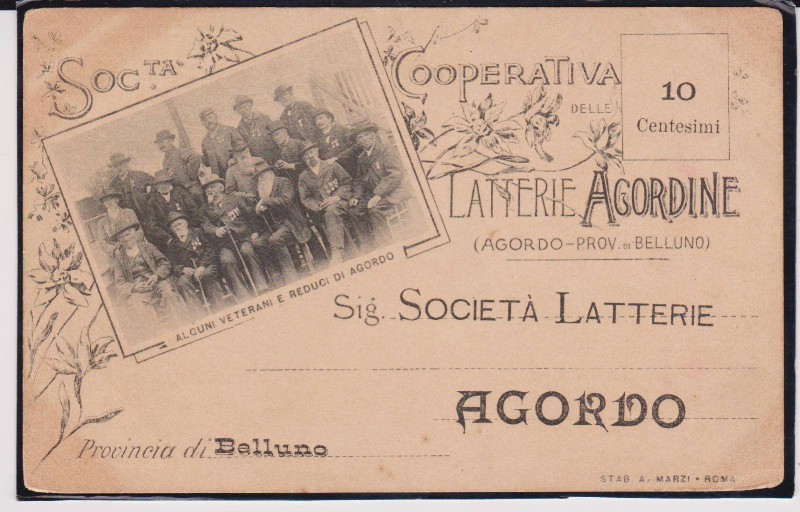 SOC.TÀ COOPERATIVA
DELLE
LATTERIE AGORDINE
(AGORDO-PROV. DI BELLUNO)
10
Centesimi
ALCUNI VETERANI E REDUCI DI AGORDO
Sig. SOCIETÀ LATTERIE
AGORDO
Provincia di Belluno
STAB. A. MARZI - ROMA